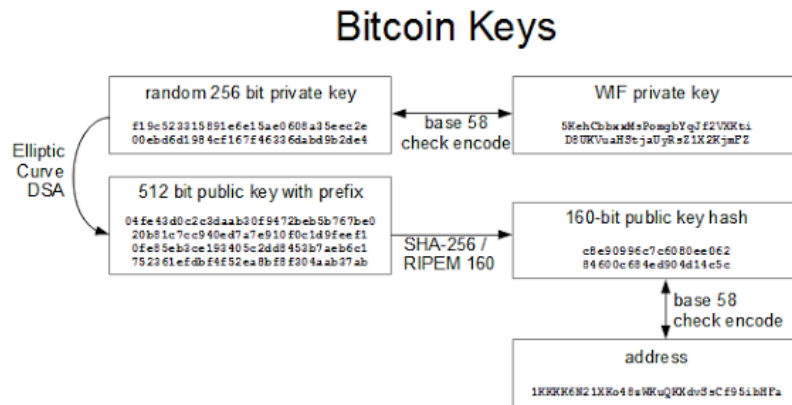 Bitcoin Keys
random 256 bit private key
f19c523315891e6e15ae0608a35eec2e
00ebd6d1984cf167f46336dabd9b2de4
base 58
check encode
WIF private key
5KehCbbxxMsPomgbYqJf2VXKti
D8UKVuaHStjaUyRsZ1X2KjmFZ
Elliptic
Curve
DSA
512 bit public key with prefix
04fe43d0c2c3daab30f9472beb5b767be0
20b81c7cc940ed7a7e910f0c1d9feef1
0fe85eb3ce193405c2dd8453b7aeb6c1
752361efdbf4f52ea8bf8f304aab37ab
SHA-256 /
RIPEM 160
160-bit public key hash
c8e90996c7c6080ee062
84600c684ed904d14c5c
base 58
check encode
address